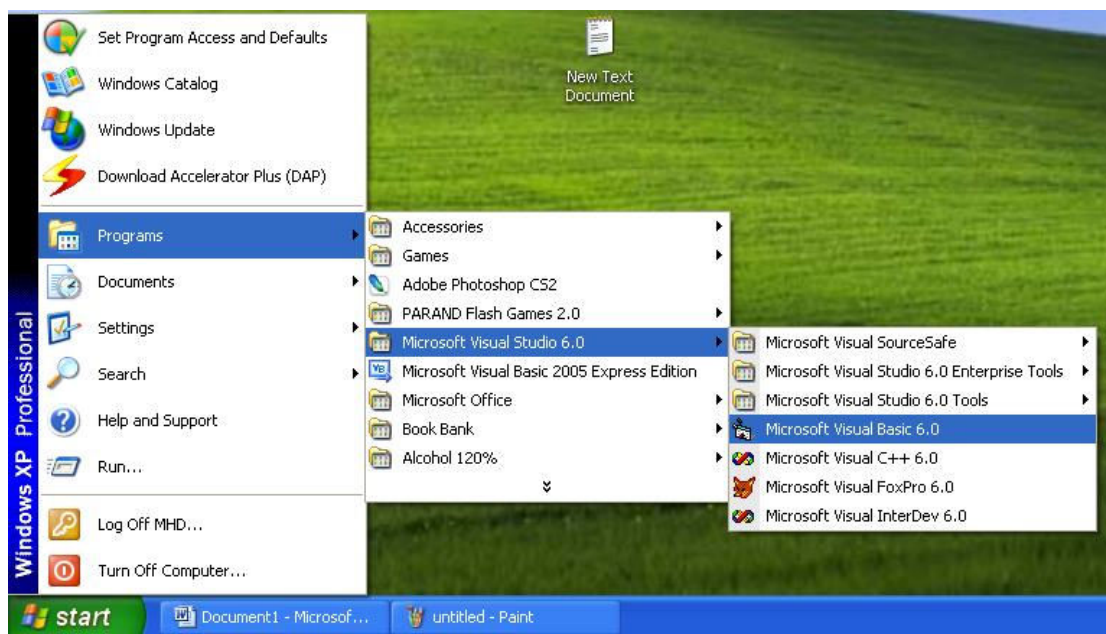 Set Program Access and Defaults
Windows Catalog
Windows Update
Download Accelerator Plus (DAP)
Programs
Documents
Settings
Search
Help and Support
Run...
Log Off MHD...
Turn Off Computer...
Windows XP Professional
New Text
Document
Accessories
Games
Adobe Photoshop CS2
PARAND Flash Games 2.0
Microsoft Visual Studio 6.0
Microsoft Visual Basic 2005 Express Edition
Microsoft Office
Book Bank
Alcohol 120%
Microsoft Visual SourceSafe
Microsoft Visual Studio 6.0 Enterprise Tools
Microsoft Visual Studio 6.0 Tools
Microsoft Visual Basic 6.0
Microsoft Visual C++ 6.0
Microsoft Visual FoxPro 6.0
Microsoft Visual InterDev 6.0
start
Document1 - Microsof...
untitled - Paint